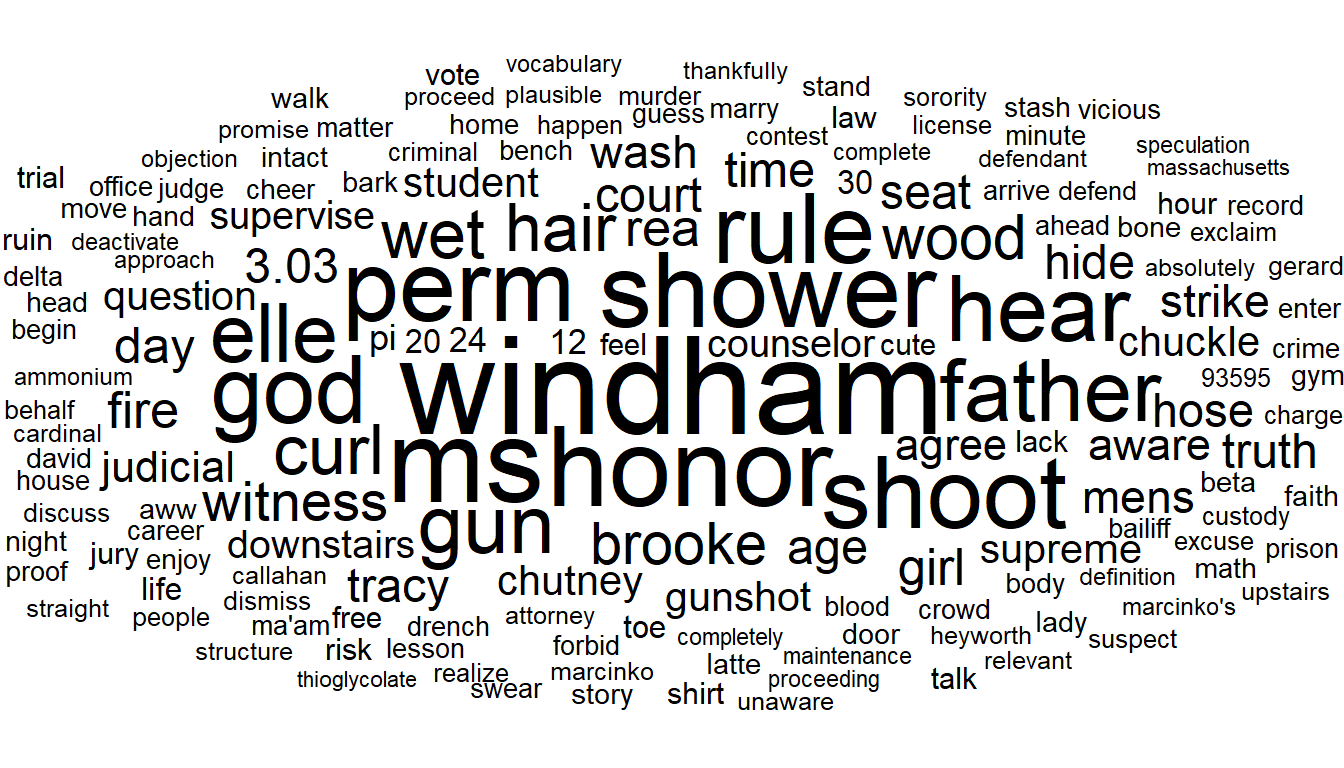 vote vocabulary thankfully
walk proceed plausible murder marry stand sorority stash vicious
promise matter home happen guess contest law license minute
objection intact criminal bench wash time complete defendant speculation
trial office judge cheer bark student court 30 seat arrive defend massachusetts
move hand supervise wet hair rea rule wood ahead bone hour record
ruin deactivate approach 3.03 perm shower hear hide absolutely exclaim gerard
delta head question elle pi 20 24 12 feel counselor cute strike enter
begin day chuckle crime
ammonium god windham father 93595 gym
behalf fire hose charge
cardinal curl ms honor agree lack aware truth
david judicial shoot
house witness gun mens beta faith
discuss aww bailiff custody
night career downstairs brooke age supreme excuse prison
proof jury enjoy girl math
life callahan tracy chutney gunshot body definition upstairs
straight people dismiss free attorney blood crowd marcinko's
structure ma'am drench toe completely door heyworth lady suspect
risk lesson forbid latte maintenance relevant
thioglycolate realize marcinko proceeding talk
swear story shirt unaware